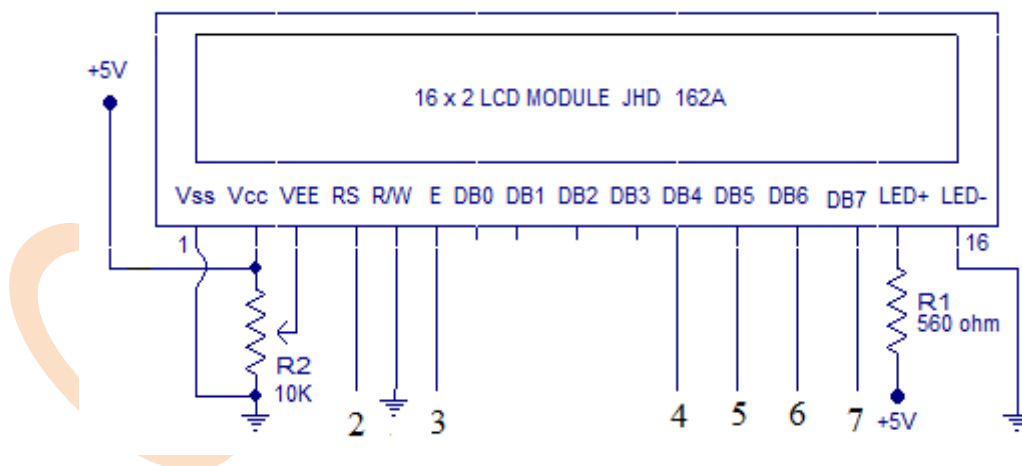 +5V
16 x 2 LCD MODULE JHD 162A
Vss Vcc VEE RS R/W E DB0 DB1 DB2 DB3 DB4 DB5 DB6 DB7 LED+ LED-
1
16
R1
560 ohm
R2
10K
2 3 4 5 6 7 +5V